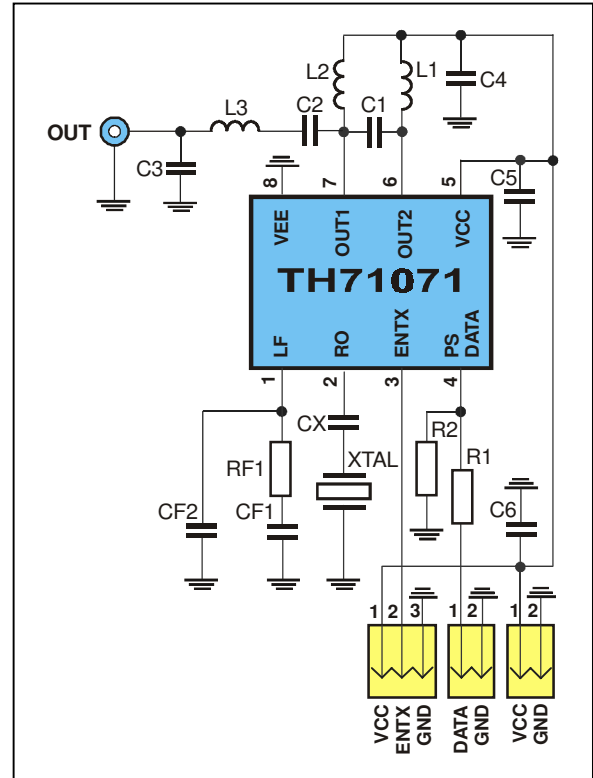 L2
L1
C4
L3
C2
C1
OUT
C3
C5
8
7
6
5
VEE
OUT1
OUT2
VCC
TH71071
LF
RO
ENTX
PS
DATA
1
2
3
4
CX
R2
R1
RF1
XTAL
C6
CF2
CF1
1 2 3
1 2
1 2
VCC
ENTX
GND
DATA
GND
VCC
GND